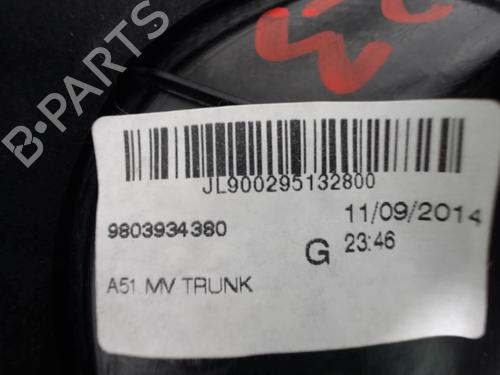 B-PARTS
JL900295132800
9803934380
11/09/2014
G 23:46
A51 MV TRUNK